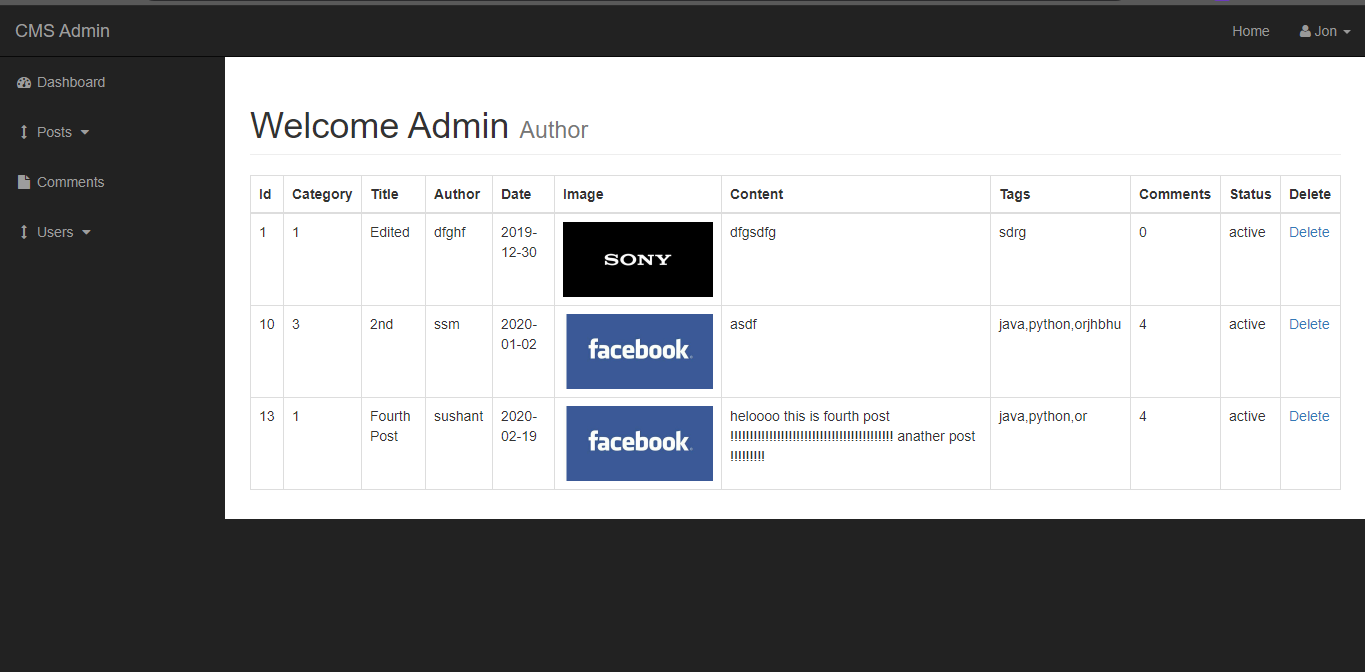 CMS Admin Home Jon
Dashboard
Posts
Comments
Users
Welcome Admin Author
Id Category Title Author Date Image Content Tags Comments Status Delete
1 1 Edited dfghf 2019- dfgsdfg sdrg 0 active Delete
12-30
SONY
10 3 2nd ssm 2020- asdf java,python,orjhbhu 4 active Delete
01-02
facebook.
13 1 Fourth sushant 2020- heloooo this is fourth post java,python,or 4 active Delete
Post 02-19 !!!!!!!!!!!!!!!!!!!!!!!!!!!!!!!!!!!!!!!!!! anather post
facebook.
!!!!!!!!!